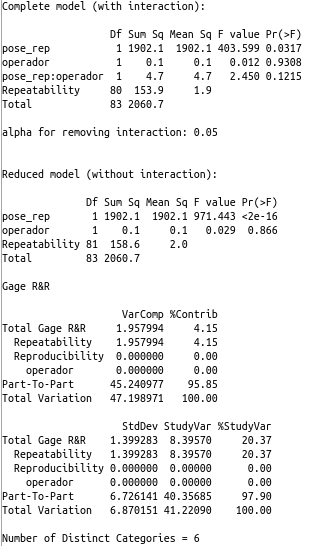 Complete model (with interaction):
Df Sum Sq Mean Sq F value Pr(>F)
pose_rep 1 1902.1 1902.1 403.599 0.0317
operador 1 0.1 0.1 0.012 0.9308
pose_rep:operador 1 4.7 4.7 2.450 0.1215
Repeatability 80 153.9 1.9
Total 83 2060.7
alpha for removing interaction: 0.05
Reduced model (without interaction):
Df Sum Sq Mean Sq F value Pr(>F)
pose_rep 1 1902.1 1902.1 971.443 <2e-16
operador 1 0.1 0.1 0.029 0.866
Repeatability 81 158.6 2.0
Total 83 2060.7
Gage R&R
VarComp %Contrib
Total Gage R&R 1.957994 4.15
Repeatability 1.957994 4.15
Reproducibility 0.000000 0.00
operador 0.000000 0.00
Part-To-Part 45.240977 95.85
Total Variation 47.198971 100.00
StdDev StudyVar %StudyVar
Total Gage R&R 1.399283 8.39570 20.37
Repeatability 1.399283 8.39570 20.37
Reproducibility 0.000000 0.00000 0.00
operador 0.000000 0.00000 0.00
Part-To-Part 6.726141 40.35685 97.90
Total Variation 6.870151 41.22090 100.00
Number of Distinct Categories = 6